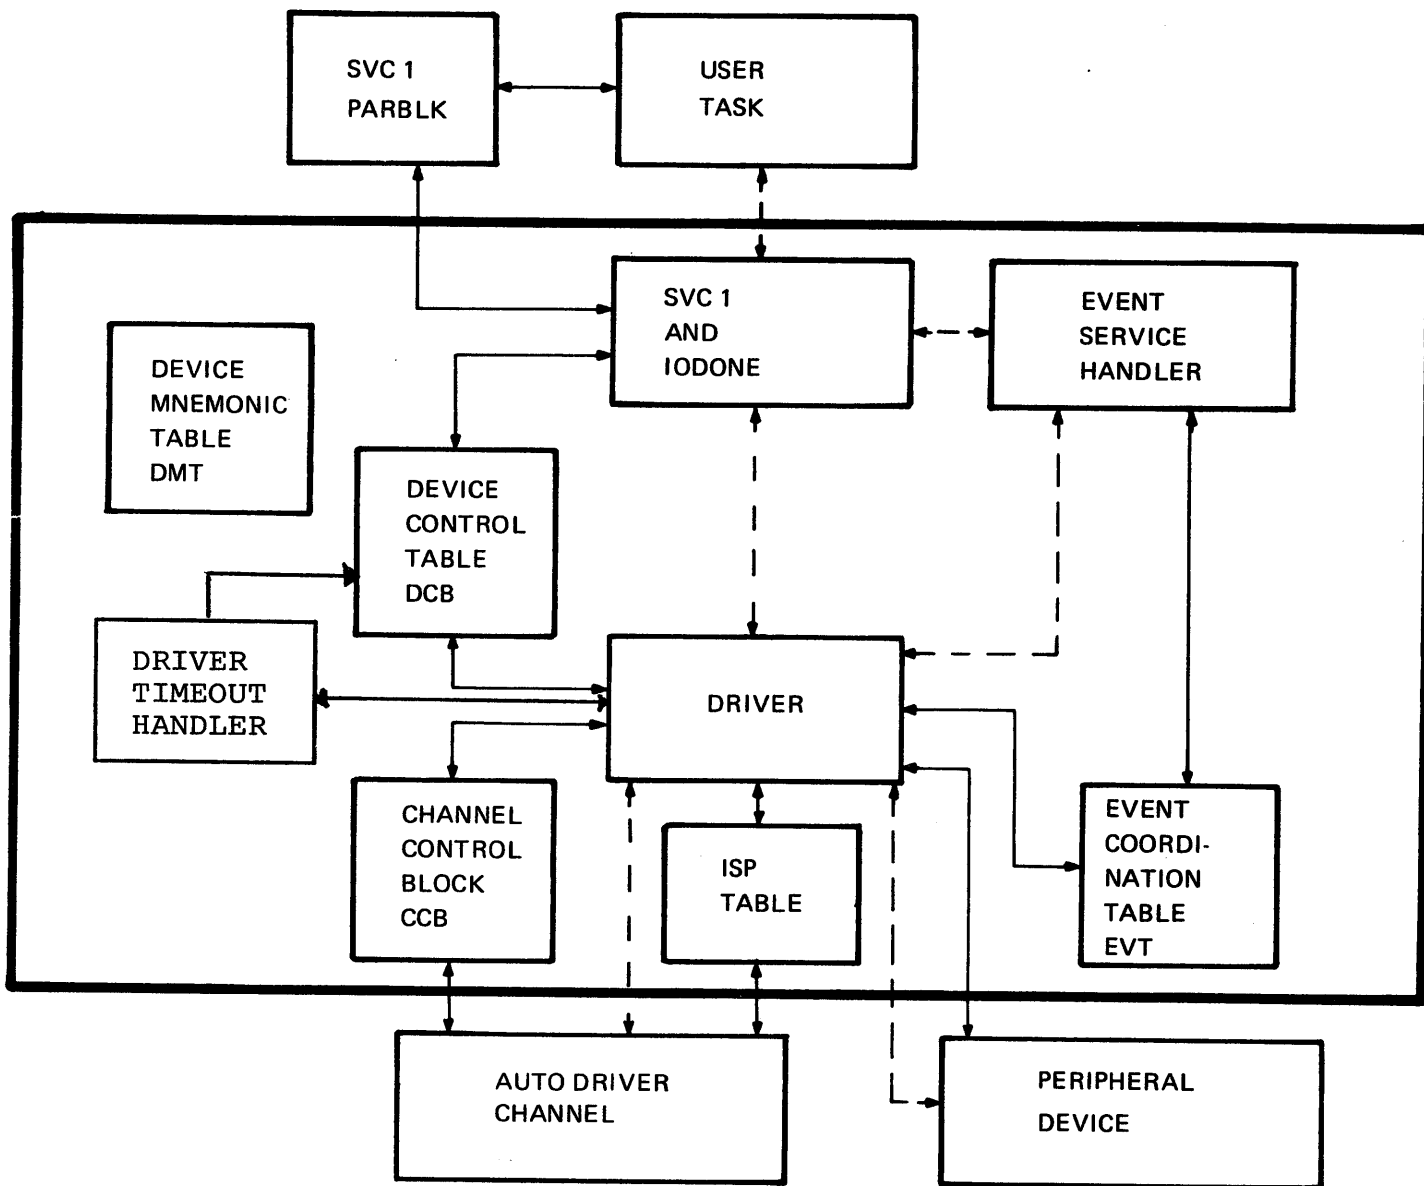 SVC 1
PARBLK
USER
TASK
SVC 1
AND
IODONE
EVENT
SERVICE
HANDLER
DEVICE
MNEMONIC
TABLE
DMT
DEVICE
CONTROL
TABLE
DCB
DRIVER
TIMEOUT
HANDLER
DRIVER
CHANNEL
CONTROL
BLOCK
CCB
ISP
TABLE
EVENT
COORDI-
NATION
TABLE
EVT
AUTO DRIVER
CHANNEL
PERIPHERAL
DEVICE